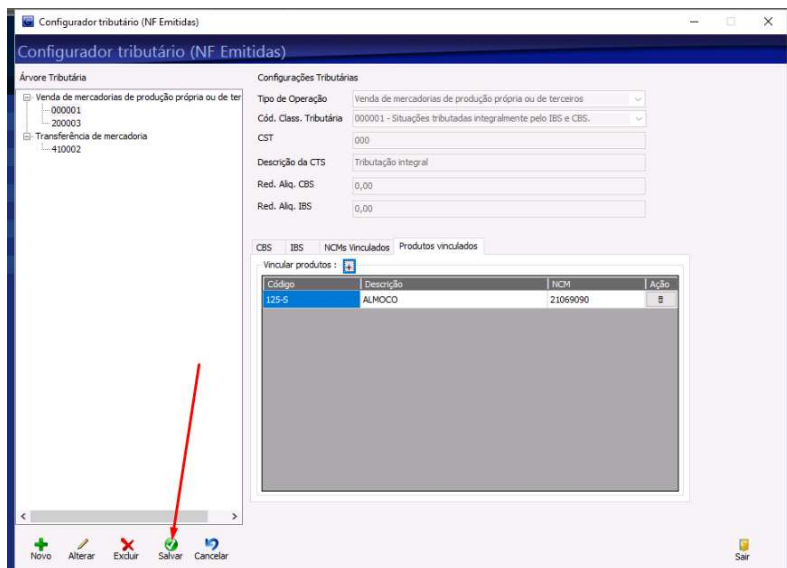 Configurador tributário (NF Emitidas)
Configurador tributário (NF Emitidas)
Árvore Tributária
Venda de mercadorias de produção própria ou de ter
000001
200003
Transferência de mercadoria
410002
Configurações Tributárias
Tipo de Operação Venda de mercadorias de produção própria ou de terceiros
Cód. Class. Tributária 000001 - Situações tributadas integralmente pelo IBS e CBS.
CST 000
Descrição da CTS Tributação integral
Red. Aliq. CBS 0,00
Red. Aliq. IBS 0,00
CBS IBS NCMs Vinculados Produtos vinculados
Vincular produtos : +
Código Descrição NCM Ação
125-5 ALMOCO 21069090
Novo Alterar Excluir Salvar Cancelar Sair